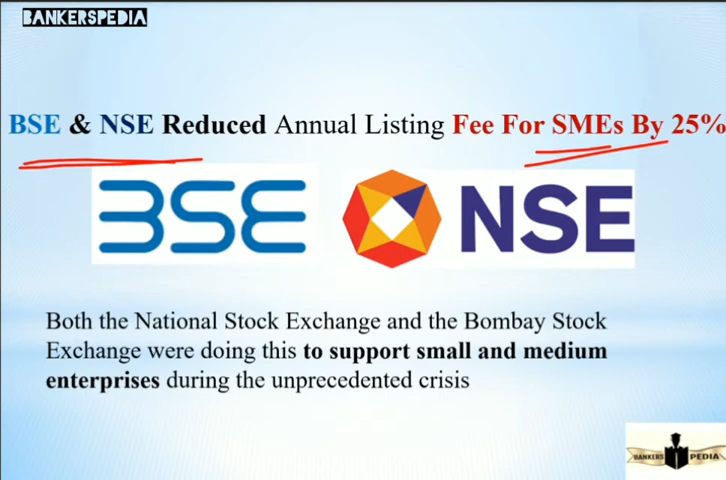 BANKERSPEDIA
BSE & NSE Reduced Annual Listing Fee For SMEs By 25%
BSE NSE
Both the National Stock Exchange and the Bombay Stock
Exchange were doing this to support small and medium
enterprises during the unprecedented crisis
BANKERS PEDIA